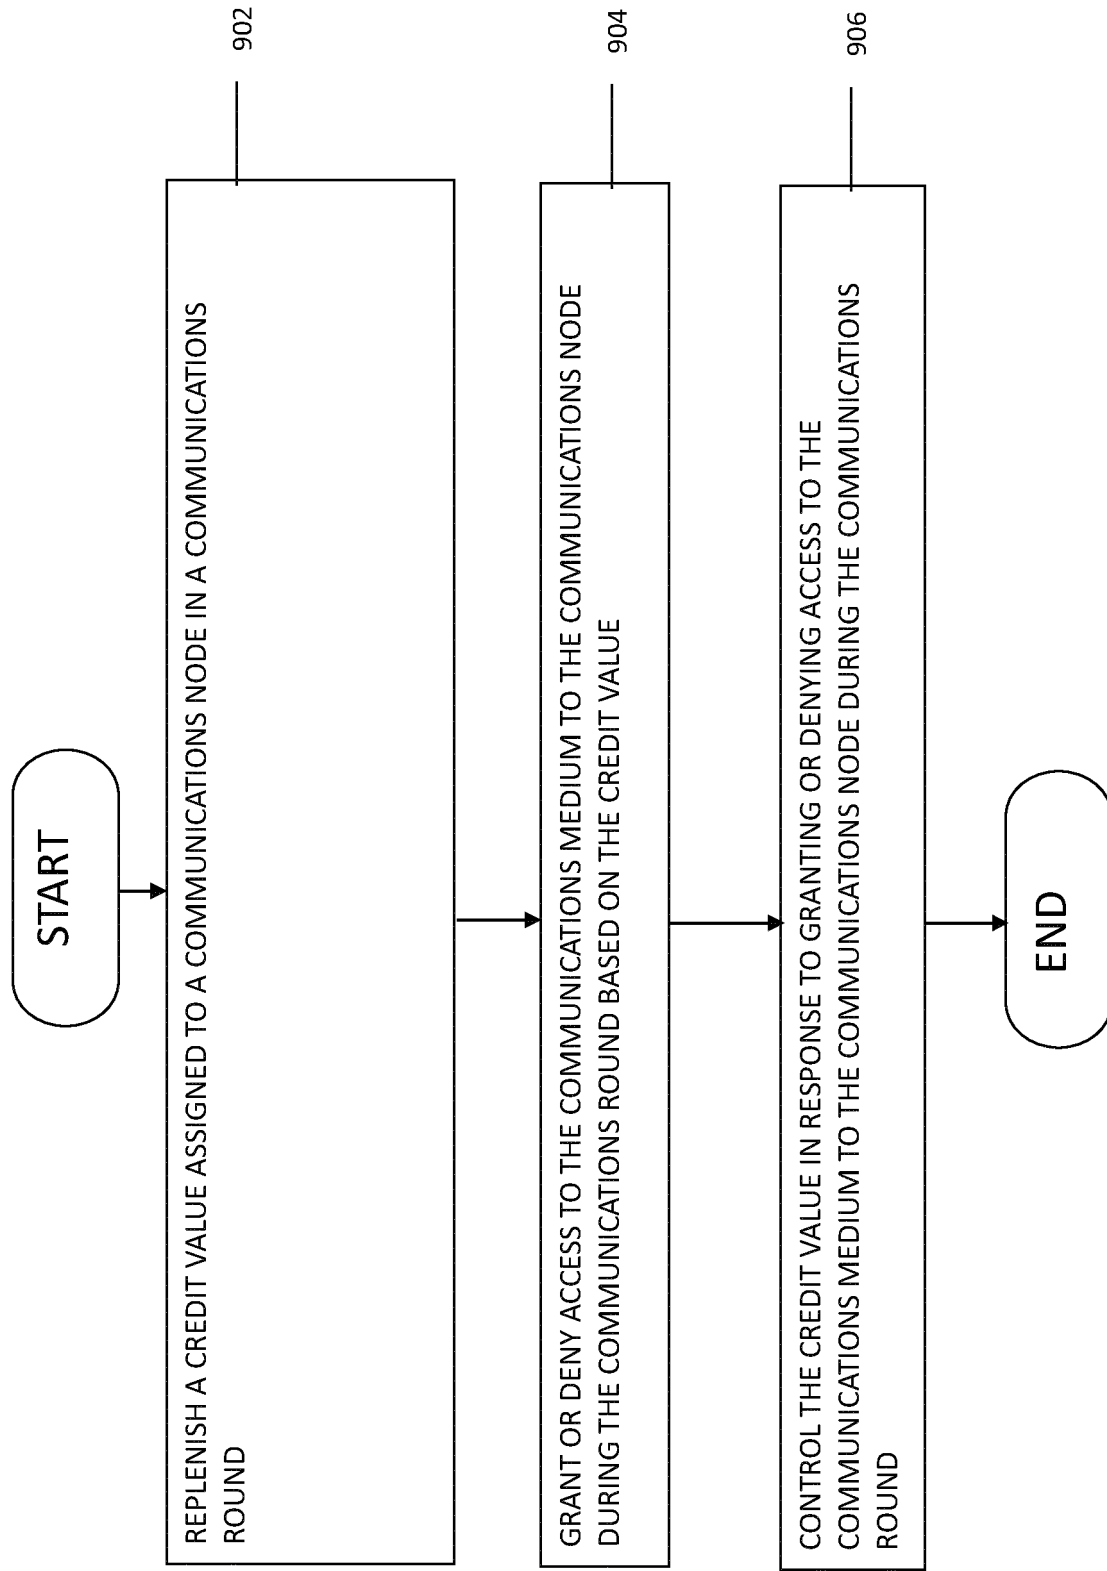 START
REPLENISH A CREDIT VALUE ASSIGNED TO A COMMUNICATIONS NODE IN A COMMUNICATIONS
ROUND
902
GRANT OR DENY ACCESS TO THE COMMUNICATIONS MEDIUM TO THE COMMUNICATIONS NODE
DURING THE COMMUNICATIONS ROUND BASED ON THE CREDIT VALUE
904
CONTROL THE CREDIT VALUE IN RESPONSE TO GRANTING OR DENYING ACCESS TO THE
COMMUNICATIONS MEDIUM TO THE COMMUNICATIONS NODE DURING THE COMMUNICATIONS
ROUND
906
END